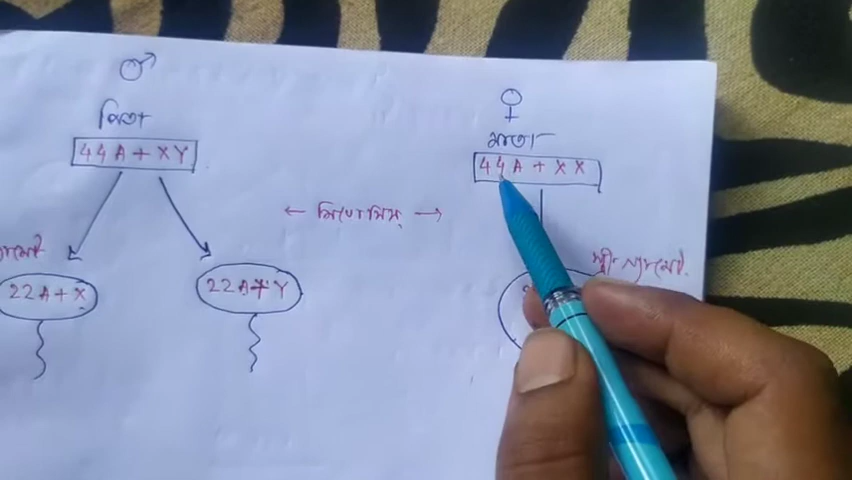 ♂
♀
পিতা
মাতা
44A + XY
44A + XX
← মিয়োসিস →
স্ত্রী গ্যামেট
22A + X
22A + Y